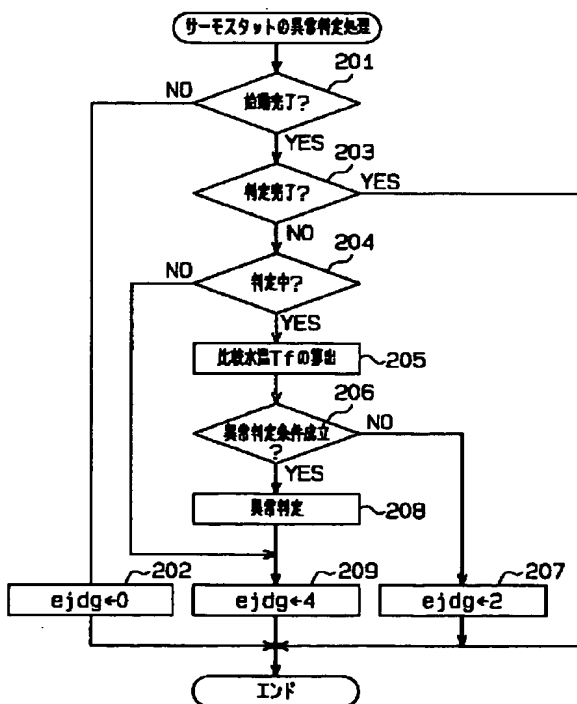 サーモスタットの異常判定処理
201
NO
始動完了?
YES
203
YES
判定完了?
NO
204
NO
判定中?
YES
比較水温Tfの算出
205
206
NO
異常判定条件成立
?
YES
異常判定
208
202
209
207
ejdg←0
ejdg←4
ejdg←2
エンド